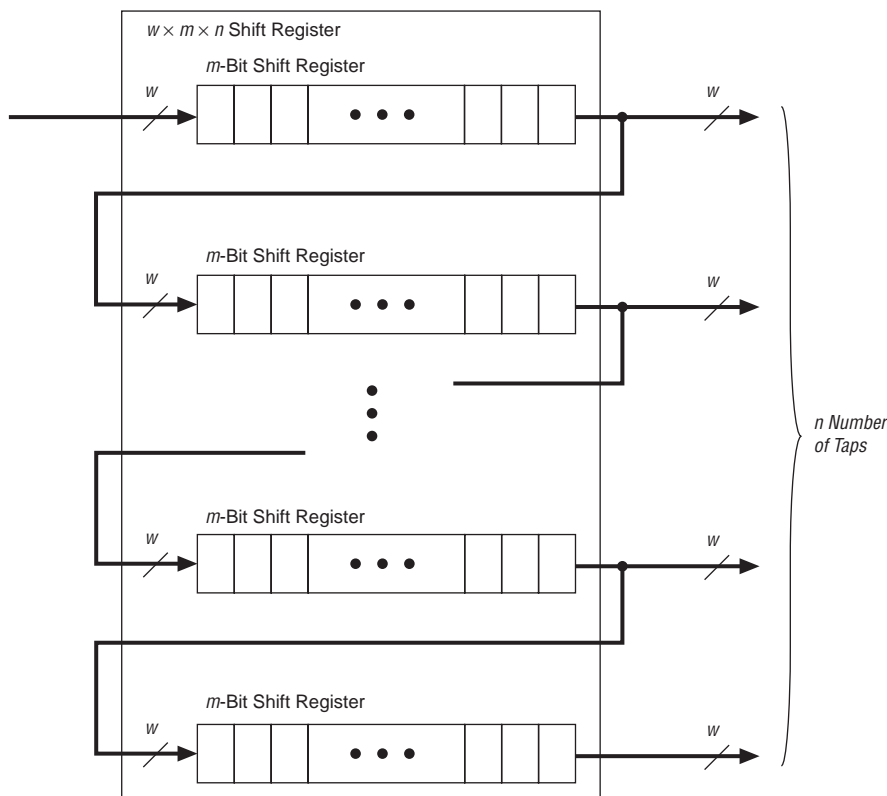 w × m × n Shift Register
m-Bit Shift Register
w
w
m-Bit Shift Register
w
w
n Number
of Taps
m-Bit Shift Register
w
w
m-Bit Shift Register
w
w